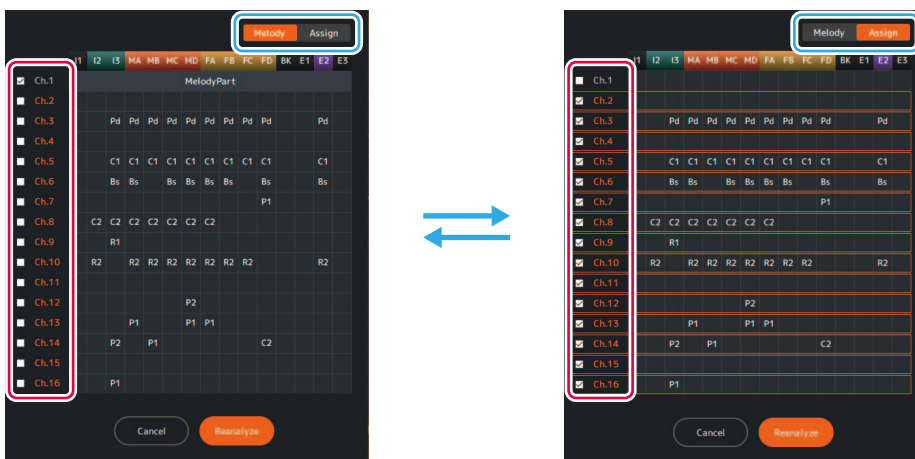 Melody Assign
I1 I2 I3 MA MB MC MD FA FB FC FD BK E1 E2 E3
Ch.1 MelodyPart
Ch.2
Ch.3 Pd Pd Pd Pd Pd Pd Pd Pd Pd Pd
Ch.4
Ch.5 C1 C1 C1 C1 C1 C1 C1 C1 C1 C1
Ch.6 Bs Bs Bs Bs Bs Bs Bs Bs
Ch.7 P1
Ch.8 C2 C2 C2 C2 C2 C2 C2
Ch.9 R1
Ch.10 R2 R2 R2 R2 R2 R2 R2 R2 R2
Ch.11
Ch.12 P2
Ch.13 P1 P1 P1
Ch.14 P2 P1 C2
Ch.15
Ch.16 P1
Cancel Reanalyze
Melody Assign
I1 I2 I3 MA MB MC MD FA FB FC FD BK E1 E2 E3
Ch.1
Ch.2
Ch.3 Pd Pd Pd Pd Pd Pd Pd Pd Pd Pd
Ch.4
Ch.5 C1 C1 C1 C1 C1 C1 C1 C1 C1 C1
Ch.6 Bs Bs Bs Bs Bs Bs Bs Bs
Ch.7 P1
Ch.8 C2 C2 C2 C2 C2 C2 C2
Ch.9 R1
Ch.10 R2 R2 R2 R2 R2 R2 R2 R2 R2
Ch.11
Ch.12 P2
Ch.13 P1 P1 P1
Ch.14 P2 P1 C2
Ch.15
Ch.16 P1
Cancel Reanalyze